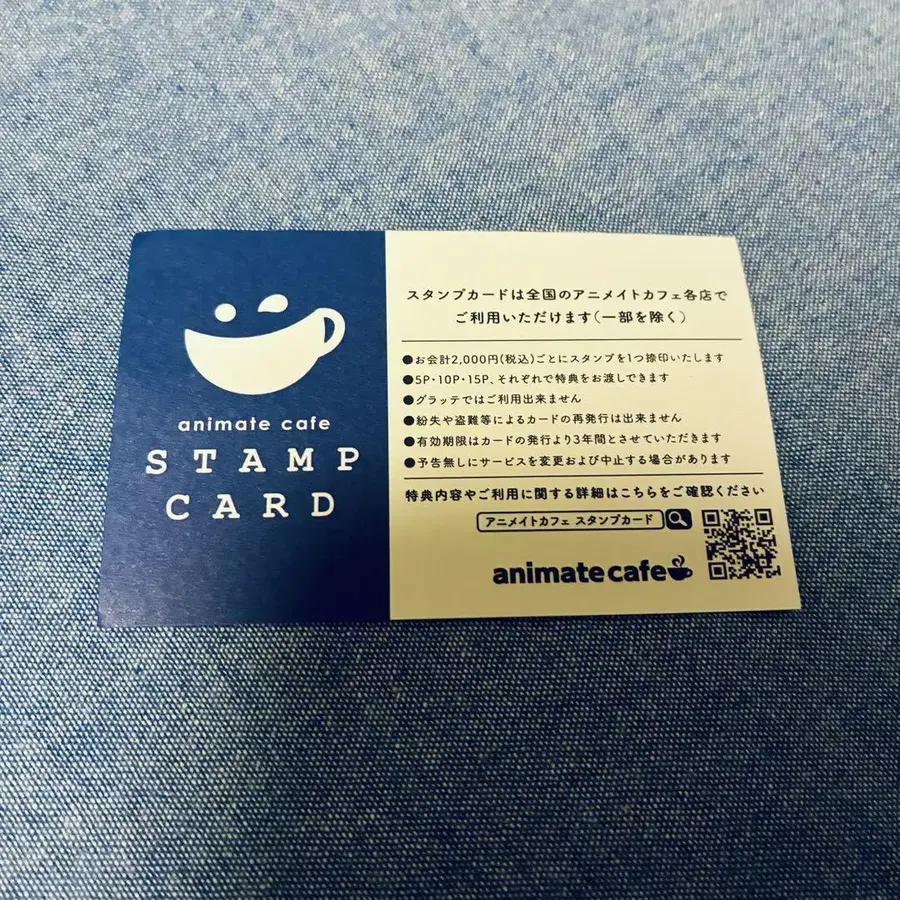 animate cafe
STAMP
CARD
スタンプカードは全国のアニメイトカフェ各店で
ご利用いただけます(一部を除く)
●お会計2,000円(税込)ごとにスタンプを1つ捺印いたします
●5P・10P・15P、それぞれで特典をお渡しできます
●グラッテではご利用出来ません
●紛失や盗難等によるカードの再発行は出来ません
●有効期限はカードの発行より3年間とさせていただきます
●予告無しにサービスを変更および中止する場合があります
特典内容やご利用に関する詳細はこちらをご確認ください
アニメイトカフェ スタンプカード
animatecafe